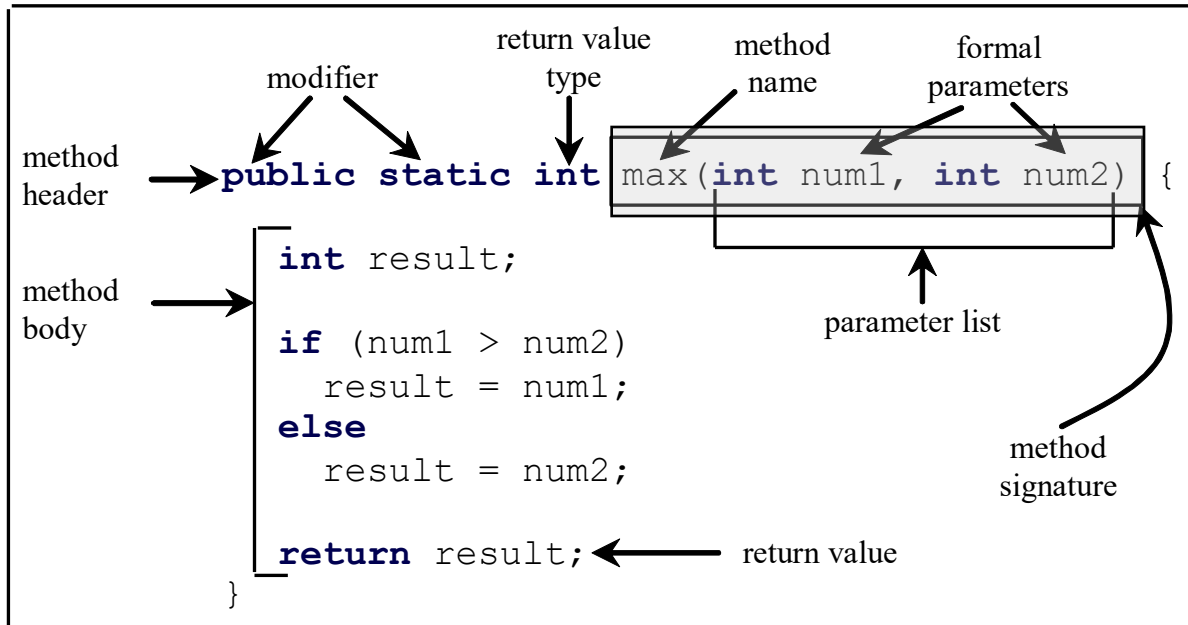 return value
type
method
name
formal
parameters
modifier
method
header
public static int max(int num1, int num2) {
int result;
method
body
parameter list
if (num1 > num2)
result = num1;
else
result = num2;
method
signature
return result;
return value
}